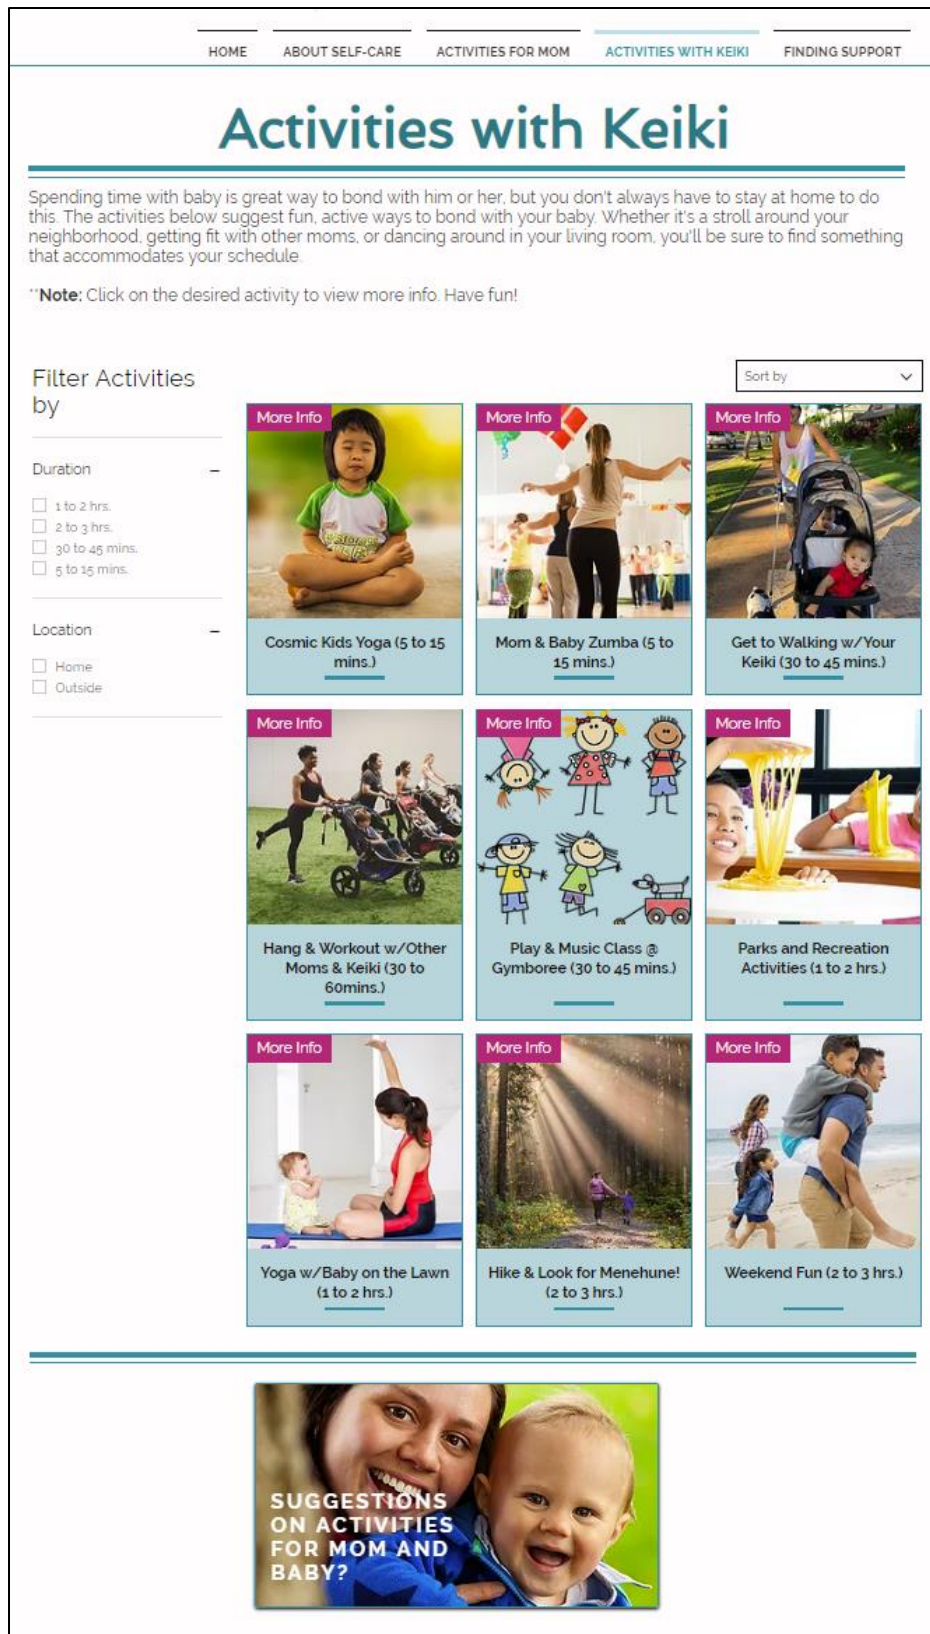 HOME ABOUT SELF-CARE ACTIVITIES FOR MOM ACTIVITIES WITH KEIKI FINDING SUPPORT
Activities with Keiki
Spending time with baby is great way to bond with him or her, but you don't always have to stay at home to do
this. The activities below suggest fun, active ways to bond with your baby. Whether it's a stroll around your
neighborhood, getting fit with other moms, or dancing around in your living room, you'll be sure to find something
that accommodates your schedule.
**Note: Click on the desired activity to view more info. Have fun!
Filter Activities
by
Duration –
1 to 2 hrs.
2 to 3 hrs.
30 to 45 mins.
5 to 15 mins.
Location –
Home
Outside
Sort by
More Info
Cosmic Kids Yoga (5 to 15
mins.)
More Info
Mom & Baby Zumba (5 to
15 mins.)
More Info
Get to Walking w/Your
Keiki (30 to 45 mins.)
More Info
Hang & Workout w/Other
Moms & Keiki (30 to
60mins.)
More Info
Play & Music Class @
Gymboree (30 to 45 mins.)
More Info
Parks and Recreation
Activities (1 to 2 hrs.)
More Info
Yoga w/Baby on the Lawn
(1 to 2 hrs.)
More Info
Hike & Look for Menehune!
(2 to 3 hrs.)
More Info
Weekend Fun (2 to 3 hrs.)
SUGGESTIONS
ON ACTIVITIES
FOR MOM AND
BABY?